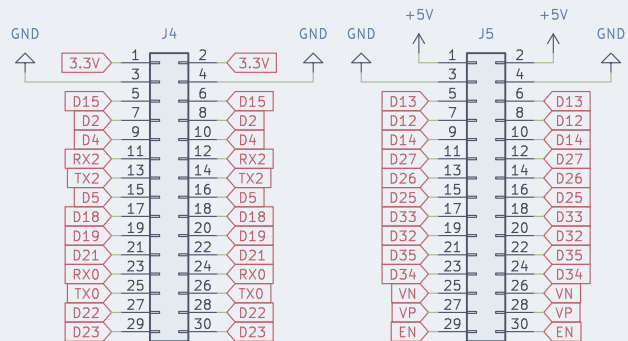 +5V +5V
GND J4 GND GND J5 GND
3.3V 1 2 3.3V 1 2
3 4 3 4
D15 5 6 D15 D13 5 6 D13
D2 7 8 D2 D12 7 8 D12
D4 9 10 D4 D14 9 10 D14
RX2 11 12 RX2 D27 11 12 D27
TX2 13 14 TX2 D26 13 14 D26
D5 15 16 D5 D25 15 16 D25
D18 17 18 D18 D33 17 18 D33
D19 19 20 D19 D32 19 20 D32
D21 21 22 D21 D35 21 22 D35
RX0 23 24 RX0 D34 23 24 D34
TX0 25 26 TX0 VN 25 26 VN
D22 27 28 D22 VP 27 28 VP
D23 29 30 D23 EN 29 30 EN